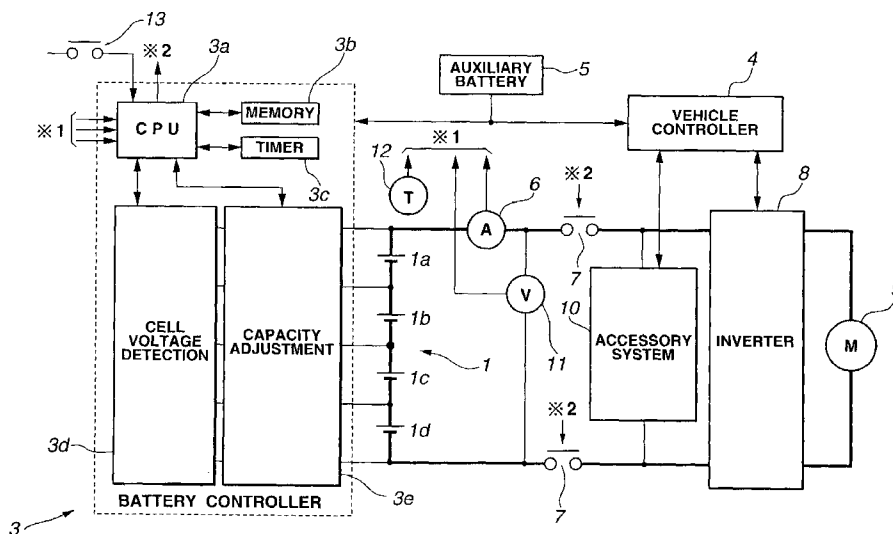 13
※2
3a
3b
AUXILIARY
BATTERY
5
4
CPU
MEMORY
TIMER
3c
※1
※1
VEHICLE
CONTROLLER
12
T
6
A
※2
7
8
1a
1b
1c
1d
1
V
11
10
ACCESSORY
SYSTEM
INVERTER
M
CELL
VOLTAGE
DETECTION
CAPACITY
ADJUSTMENT
※2
7
3d
3e
BATTERY CONTROLLER
3